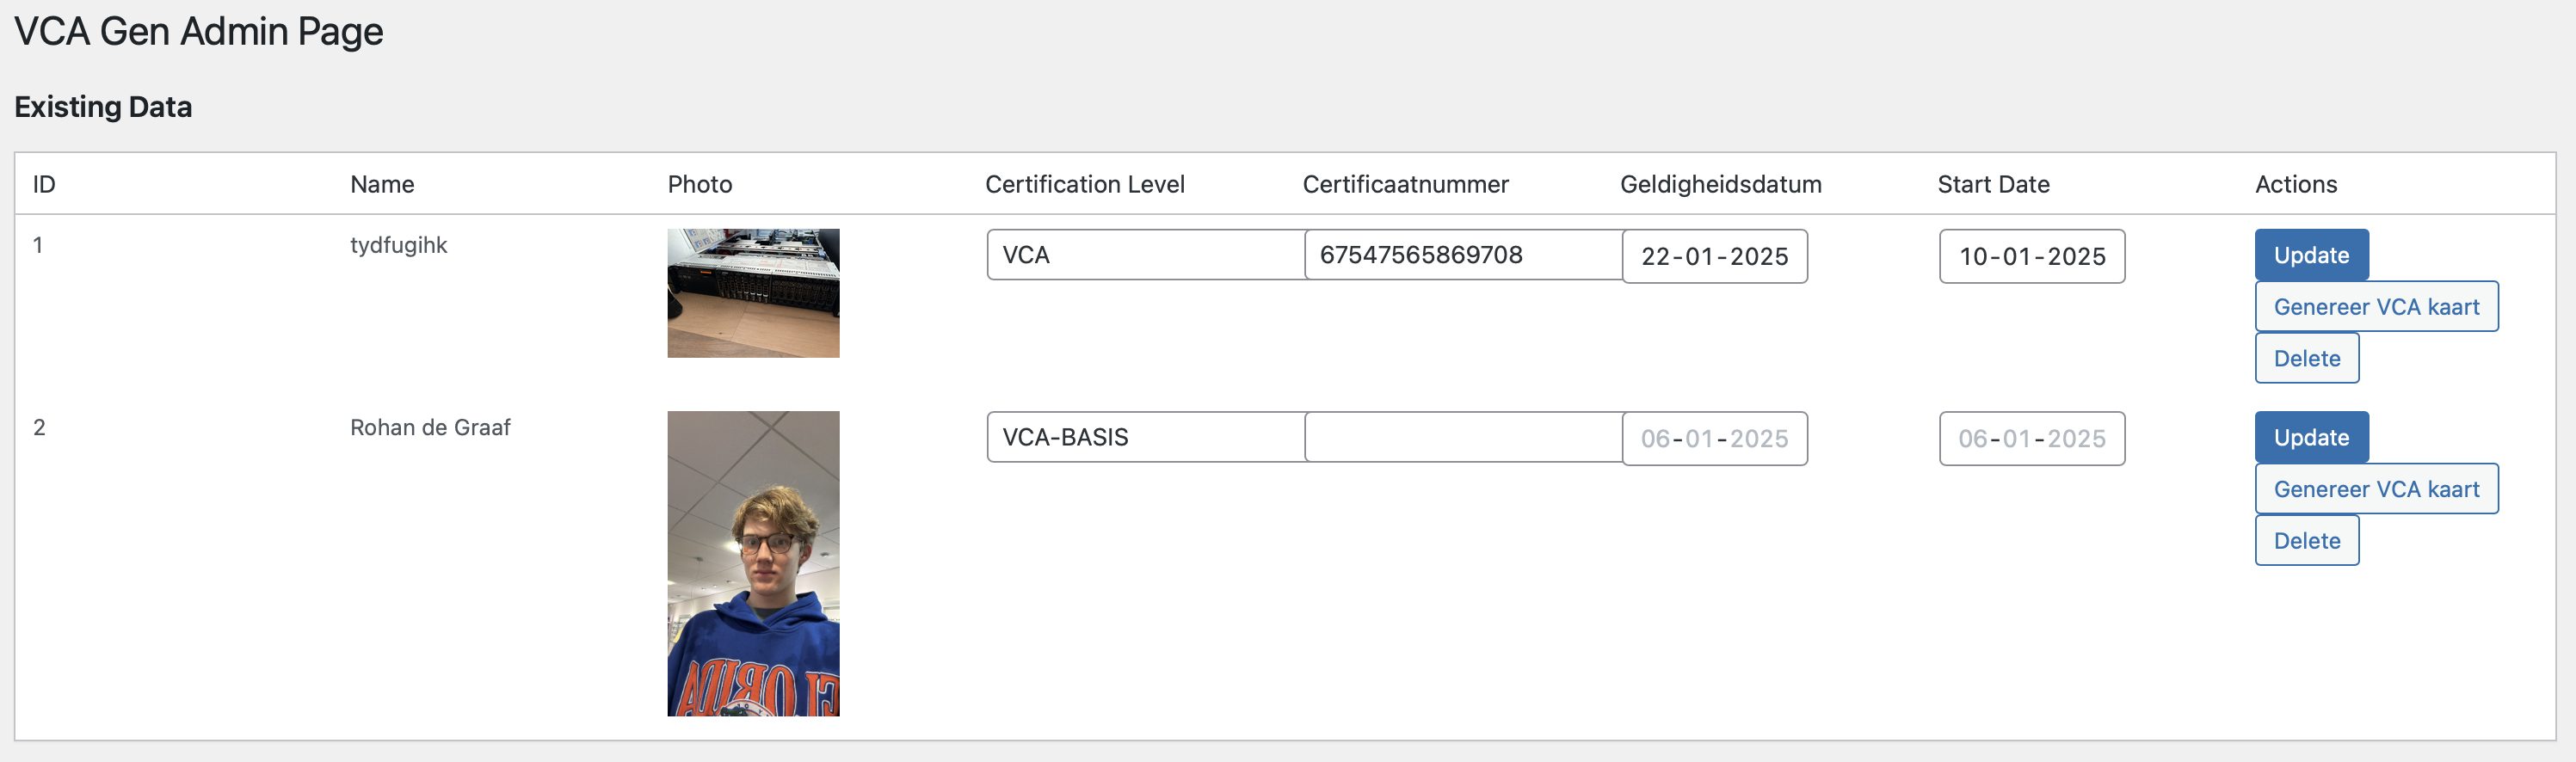 VCA Gen Admin Page
Existing Data
ID Name Photo Certification Level Certificaatnummer Geldigheidsdatum Start Date Actions
1 tydfugihk VCA 67547565869708 22-01-2025 10-01-2025 Update
Genereer VCA kaart
Delete
2 Rohan de Graaf VCA-BASIS 06-01-2025 06-01-2025 Update
Genereer VCA kaart
Delete
FLORIDA